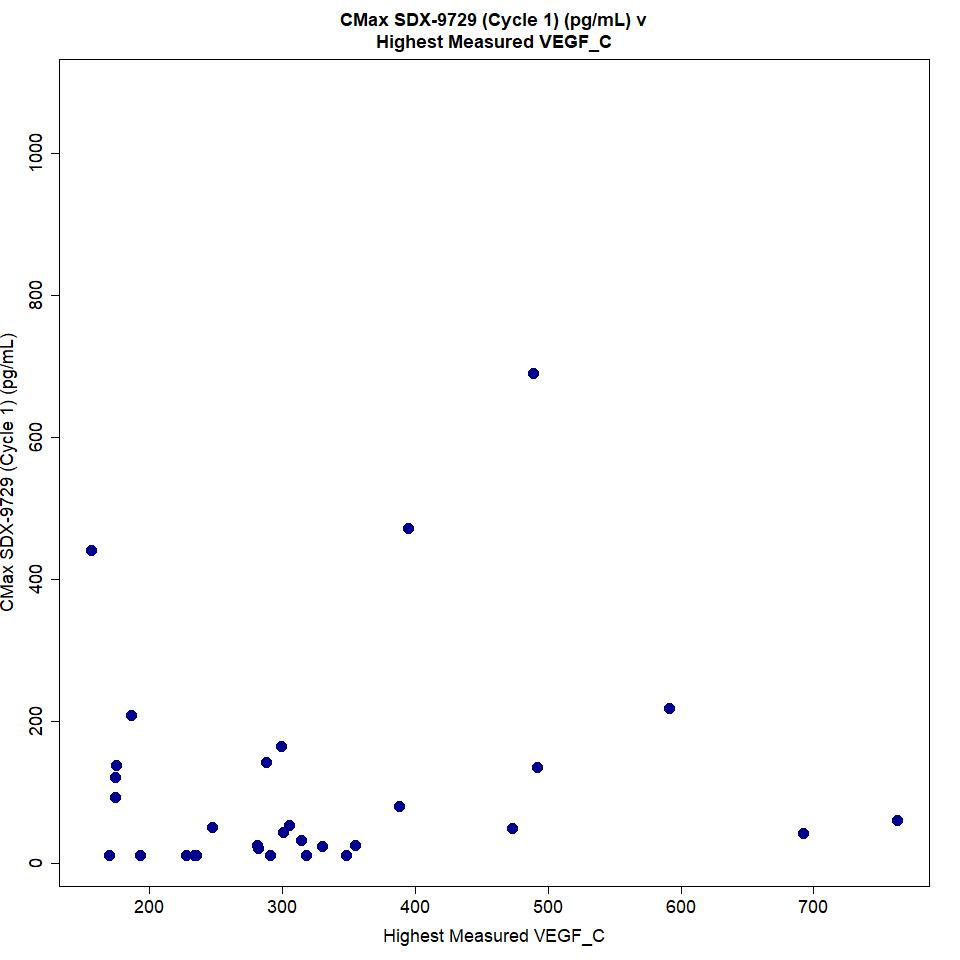 CMax SDX-9729 (Cycle 1) (pg/mL) v
Highest Measured VEGF_C
CMax SDX-9729 (Cycle 1) (pg/mL)
1000
800
600
400
200
0
200 300 400 500 600 700
Highest Measured VEGF_C